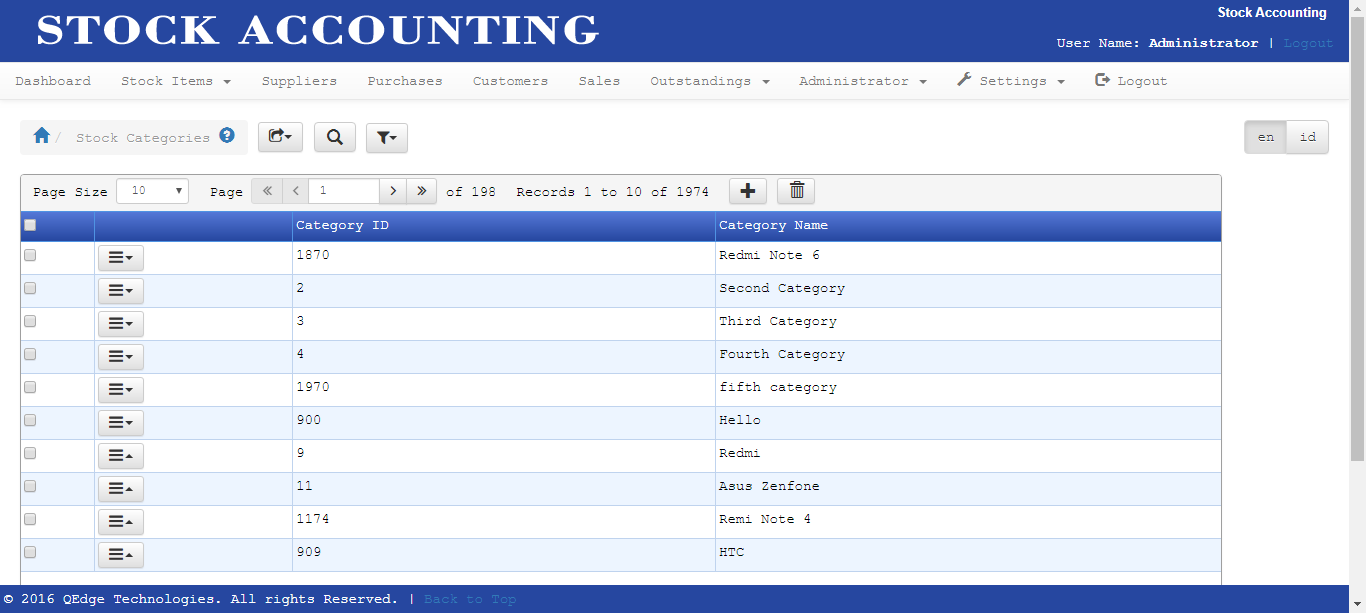 STOCK ACCOUNTING
Stock Accounting
User Name: Administrator | Logout
Dashboard Stock Items Suppliers Purchases Customers Sales Outstandings Administrator Settings Logout
/ Stock Categories ?
en id
Page Size 10 Page « < 1 > » of 198 Records 1 to 10 of 1974
Category ID Category Name
1870 Redmi Note 6
2 Second Category
3 Third Category
4 Fourth Category
1970 fifth category
900 Hello
9 Redmi
11 Asus Zenfone
1174 Remi Note 4
909 HTC
© 2016 QEdge Technologies. All rights Reserved. | Back to Top